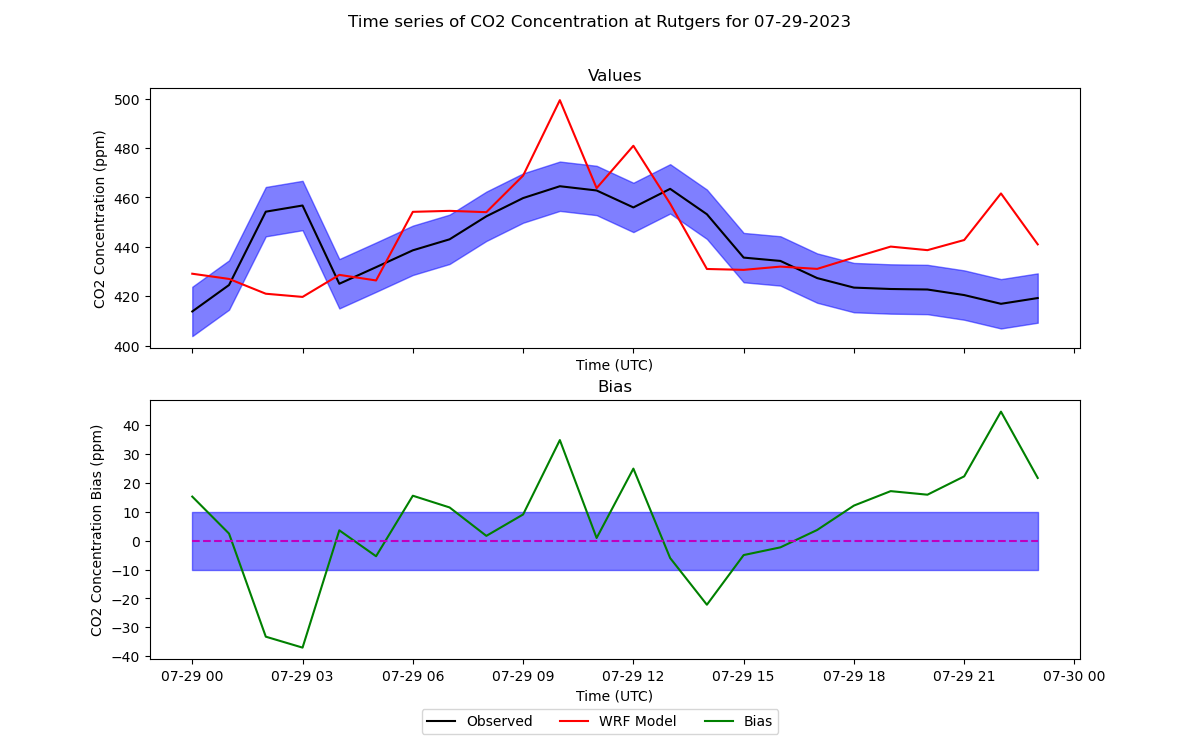 Time series of CO2 Concentration at Rutgers for 07-29-2023
Values
CO2 Concentration (ppm)
500
480
460
440
420
400
Time (UTC)
Bias
CO2 Concentration Bias (ppm)
40
30
20
10
0
−10
−20
−30
−40
07-29 00 07-29 03 07-29 06 07-29 09 07-29 12 07-29 15 07-29 18 07-29 21 07-30 00
Time (UTC)
Observed WRF Model Bias